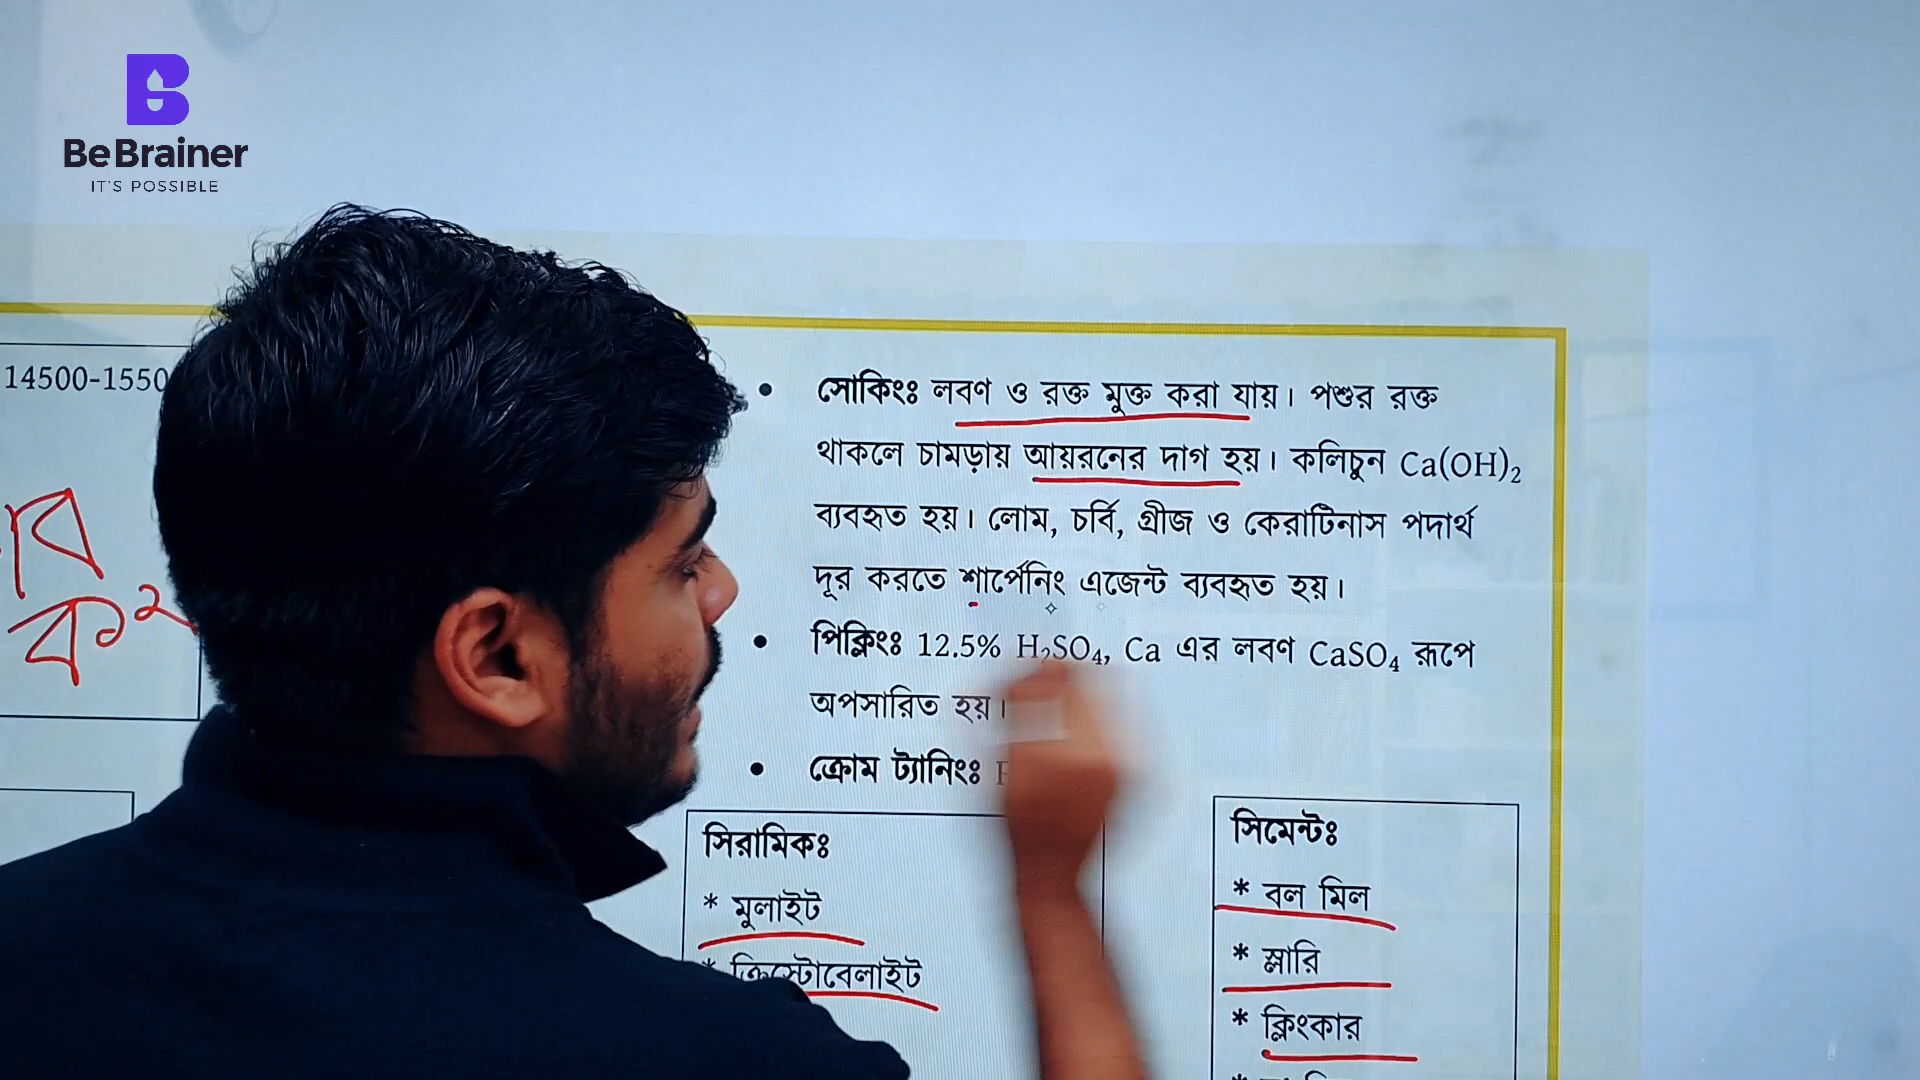 BeBrainer
IT'S POSSIBLE
14500-1550
সোকিংঃ লবণ ও রক্ত মুক্ত করা যায়। পশুর রক্ত
থাকলে চামড়ায় আয়রনের দাগ হয়। কলিচুন Ca(OH)₂
ব্যবহৃত হয়। লোম, চর্বি, গ্রীজ ও কেরাটিনাস পদার্থ
দূর করতে শার্পেনিং এজেন্ট ব্যবহৃত হয়।
পিক্লিংঃ 12.5% H₂SO₄, Ca এর লবণ CaSO₄ রূপে
অপসারিত হয়।
ক্রোম ট্যানিংঃ
সিরামিকঃ
* মুলাইট
* ক্রিস্টোবেলাইট
সিমেন্টঃ
* বল মিল
* স্লারি
* ক্লিংকার